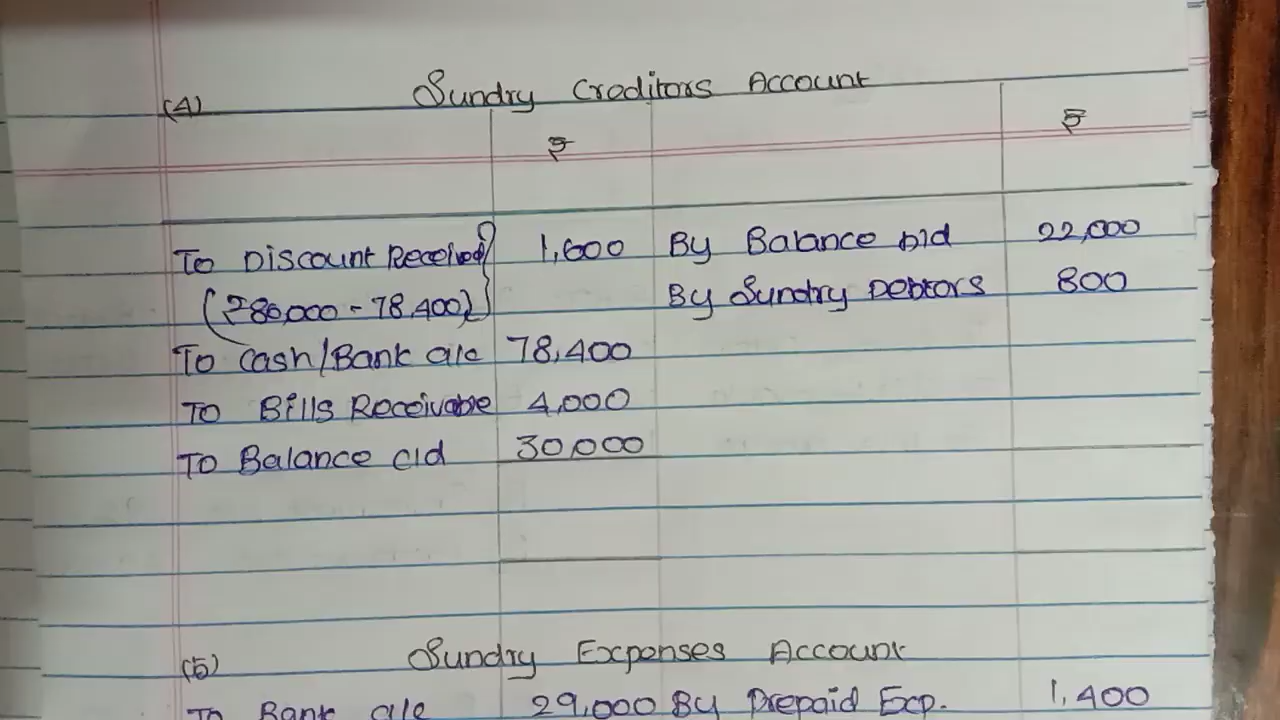 (4) Sundry Creditors Account
₹ ₹
To Discount Received 1,600 By Balance b/d 22,000
(₹80,000 - 78,400) By Sundry Debtors 800
To Cash/Bank a/c 78,400
To Bills Receivable 4,000
To Balance c/d 30,000
(5) Sundry Expenses Account
To Bank a/c 29,000 By Prepaid Exp. 1,400